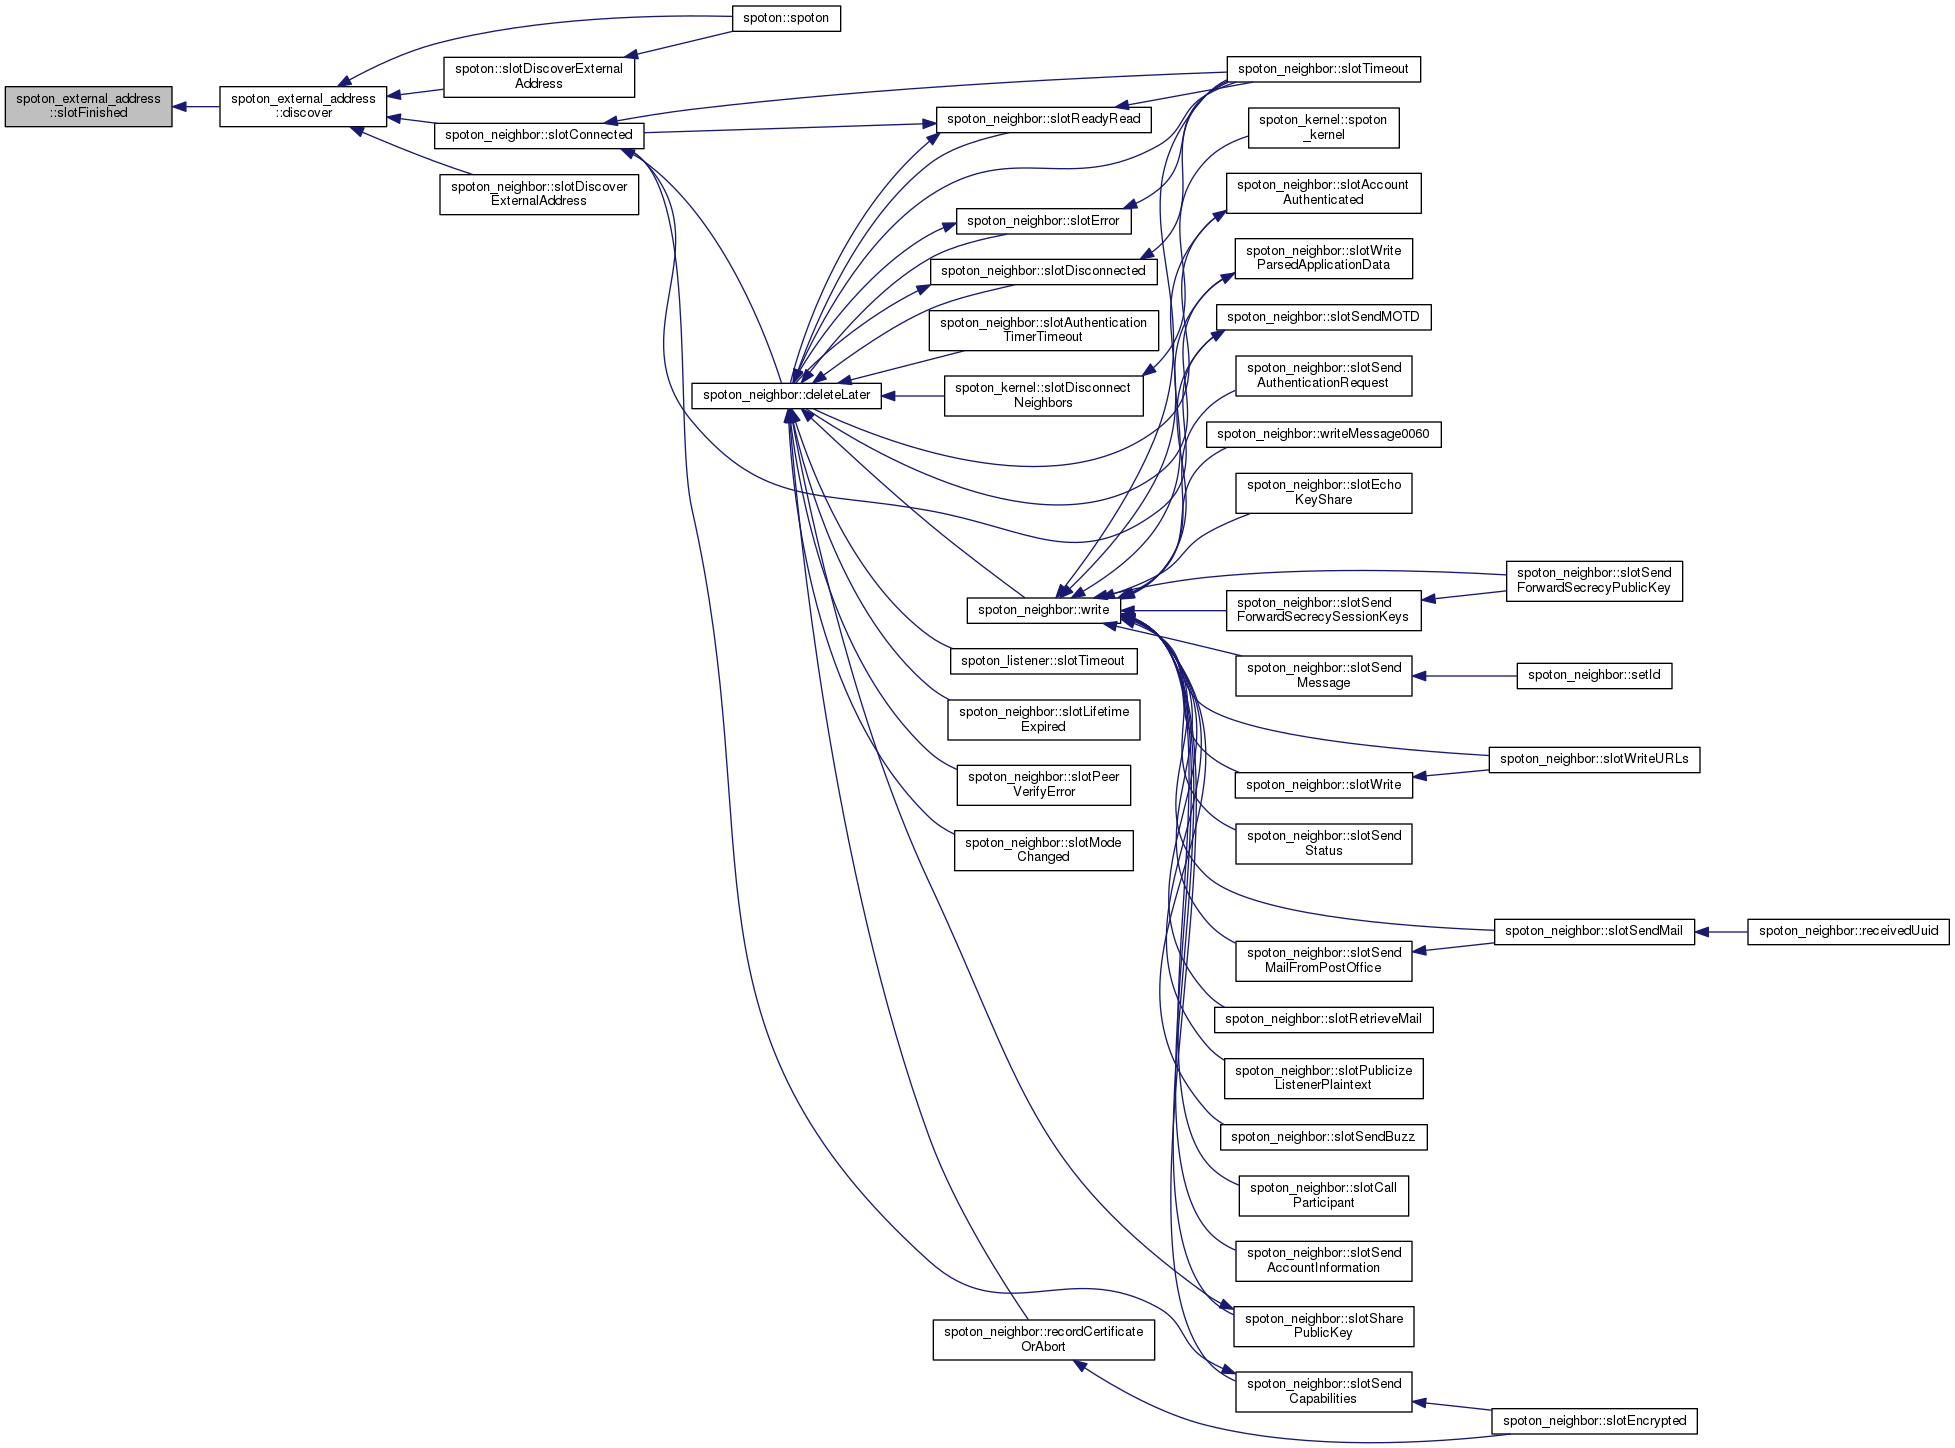 spoton_external_address
::slotFinished
spoton_external_address
::discover
spoton::spoton
spoton::slotDiscoverExternal
Address
spoton_neighbor::slotConnected
spoton_neighbor::slotDiscover
ExternalAddress
spoton_neighbor::deleteLater
spoton_neighbor::slotReadyRead
spoton_neighbor::slotError
spoton_neighbor::slotDisconnected
spoton_neighbor::slotAuthentication
TimerTimeout
spoton_kernel::slotDisconnect
Neighbors
spoton_neighbor::write
spoton_listener::slotTimeout
spoton_neighbor::slotLifetime
Expired
spoton_neighbor::slotPeer
VerifyError
spoton_neighbor::slotMode
Changed
spoton_neighbor::recordCertificate
OrAbort
spoton_neighbor::slotTimeout
spoton_kernel::spoton
_kernel
spoton_neighbor::slotAccount
Authenticated
spoton_neighbor::slotWrite
ParsedApplicationData
spoton_neighbor::slotSendMOTD
spoton_neighbor::slotSend
AuthenticationRequest
spoton_neighbor::writeMessage0060
spoton_neighbor::slotEcho
KeyShare
spoton_neighbor::slotSend
ForwardSecrecySessionKeys
spoton_neighbor::slotSend
Message
spoton_neighbor::slotWrite
spoton_neighbor::slotSend
Status
spoton_neighbor::slotSend
MailFromPostOffice
spoton_neighbor::slotRetrieveMail
spoton_neighbor::slotPublicize
ListenerPlaintext
spoton_neighbor::slotSendBuzz
spoton_neighbor::slotCall
Participant
spoton_neighbor::slotSend
AccountInformation
spoton_neighbor::slotShare
PublicKey
spoton_neighbor::slotSend
Capabilities
spoton_neighbor::slotSend
ForwardSecrecyPublicKey
spoton_neighbor::setId
spoton_neighbor::slotWriteURLs
spoton_neighbor::slotSendMail
spoton_neighbor::slotEncrypted
spoton_neighbor::receivedUuid